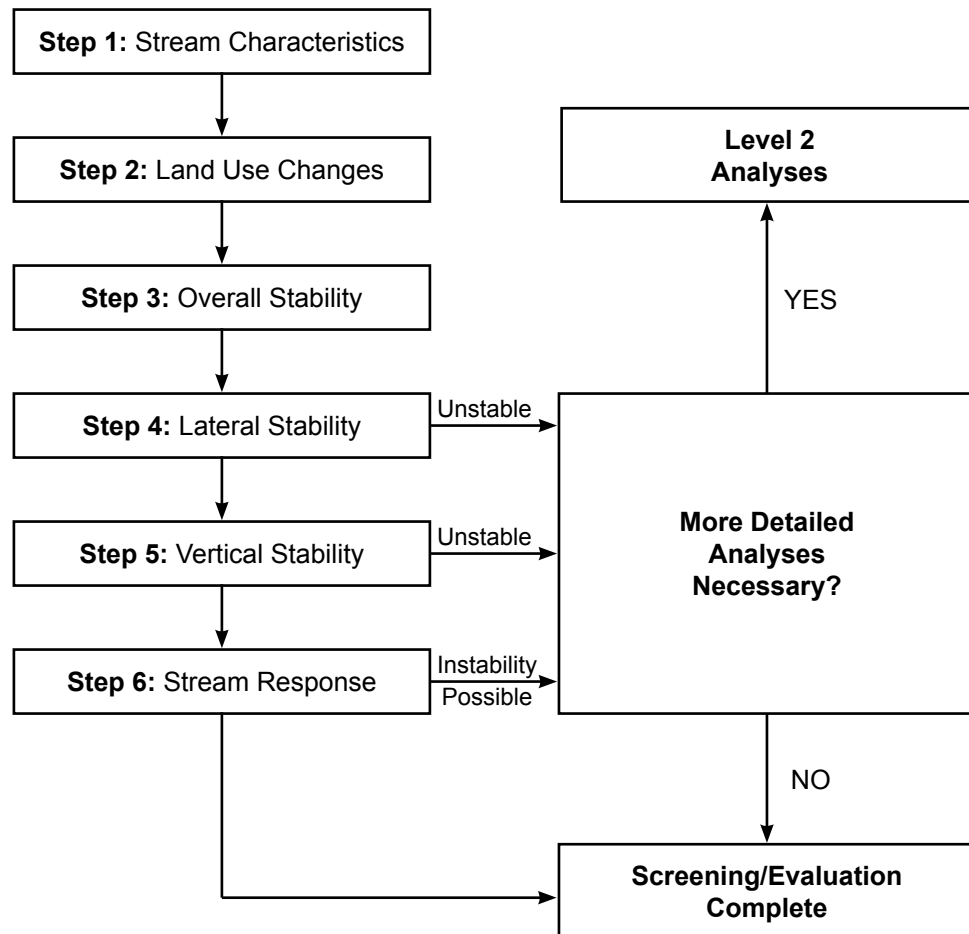 Step 1: Stream Characteristics
Step 2: Land Use Changes
Step 3: Overall Stability
Step 4: Lateral Stability
Step 5: Vertical Stability
Step 6: Stream Response
Unstable
Unstable
Instability
Possible
Level 2
Analyses
YES
More Detailed
Analyses
Necessary?
NO
Screening/Evaluation
Complete